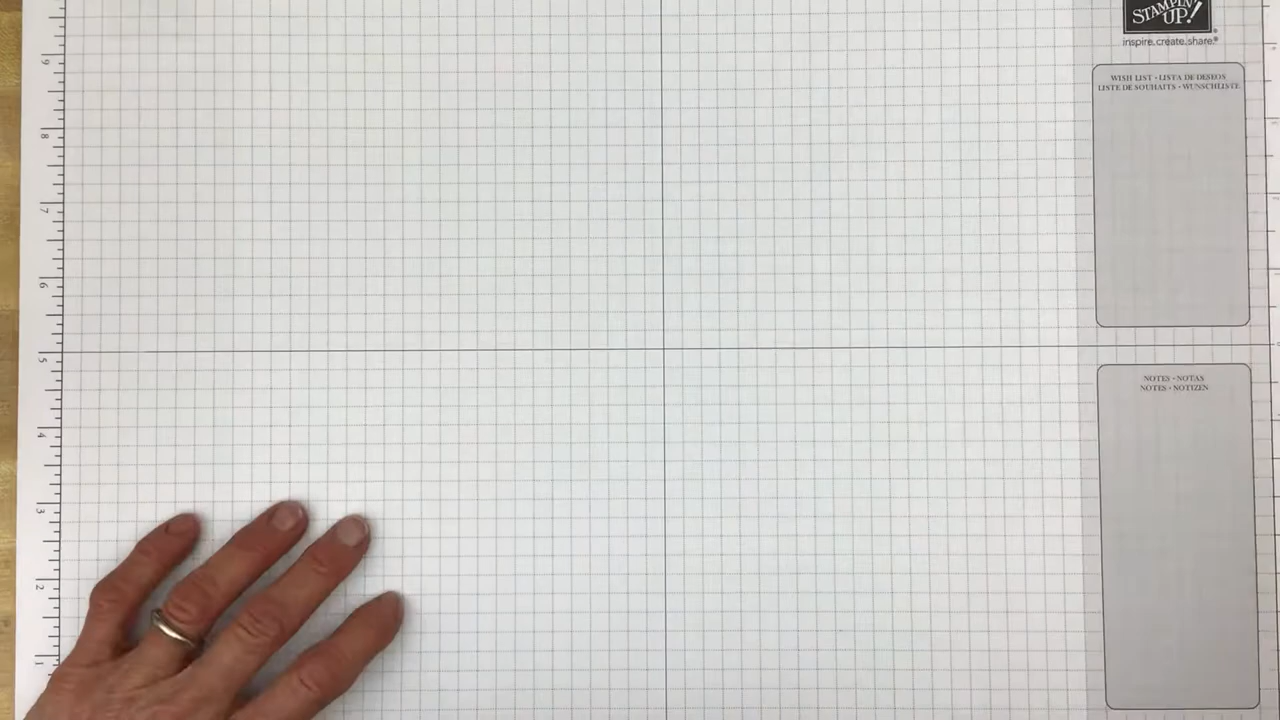 STAMPIN'
UP!
inspire.create.share.®
WISH LIST • LISTA DE DESEOS
LISTE DE SOUHAITS • WUNSCHLISTE
NOTES • NOTAS
NOTES • NOTIZEN
9
8
7
6
5
4
3
2
1